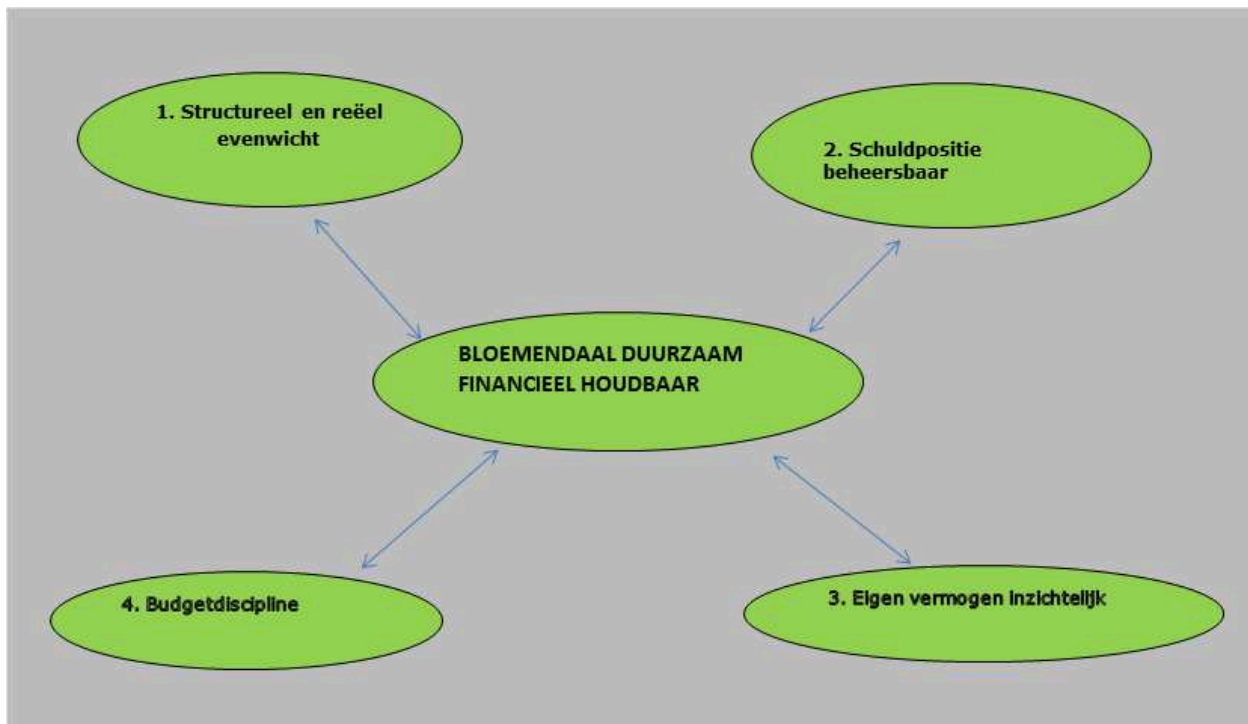 1. Structureel en reëel
evenwicht
2. Schuldpositie
beheersbaar
BLOEMENDAAL DUURZAAM
FINANCIEEL HOUDBAAR
4. Budgetdiscipline
3. Eigen vermogen inzichtelijk